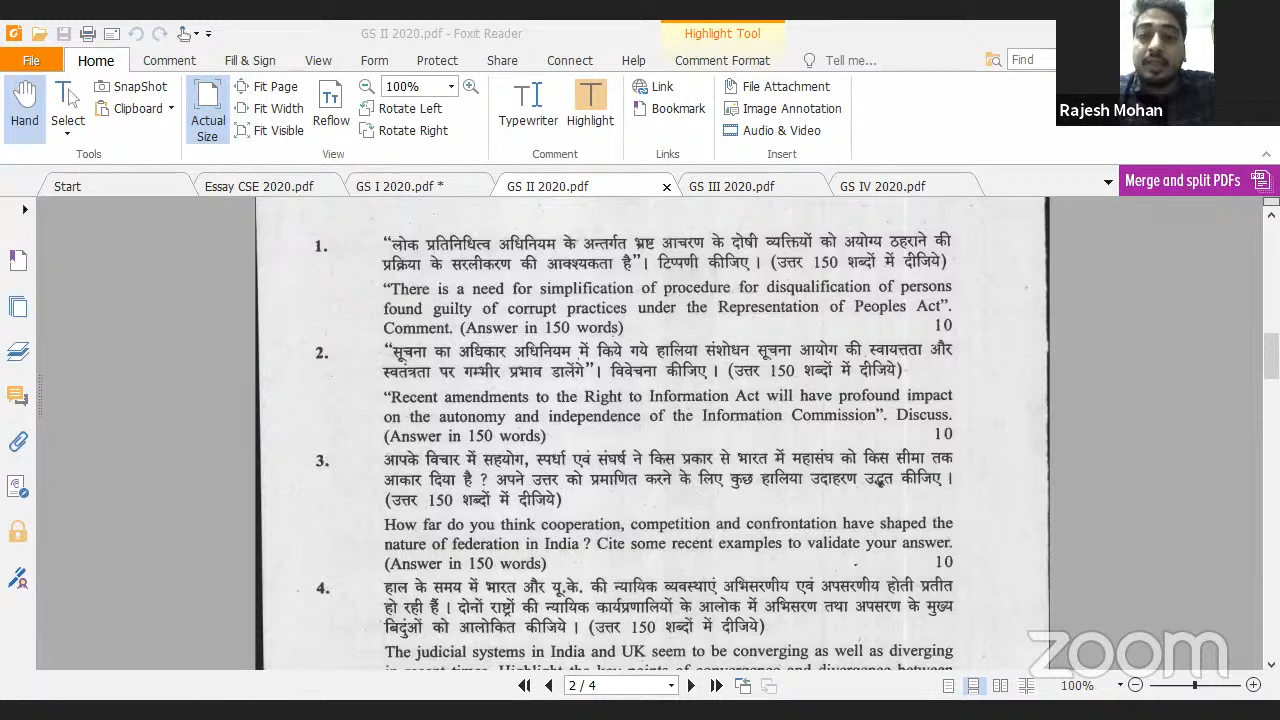 GS II 2020.pdf - Foxit Reader
Highlight Tool
File Home Comment Fill & Sign View Form Protect Share Connect Help Comment Format Tell me... Find
Rajesh Mohan
Hand
Select
SnapShot
Clipboard
Tools
Actual
Size
Fit Page
Fit Width
Fit Visible
Reflow
100%
Rotate Left
Rotate Right
View
Typewriter
Highlight
Comment
Link
Bookmark
Links
File Attachment
Image Annotation
Audio & Video
Insert
Start
Essay CSE 2020.pdf
GS I 2020.pdf *
GS II 2020.pdf
GS III 2020.pdf
GS IV 2020.pdf
Merge and split PDFs
1. “लोक प्रतिनिधित्व अधिनियम के अन्तर्गत भ्रष्ट आचरण के दोषी व्यक्तियों को अयोग्य ठहराने की
प्रक्रिया के सरलीकरण की आवश्यकता है”। टिप्पणी कीजिए। (उत्तर 150 शब्दों में दीजिये)
“There is a need for simplification of procedure for disqualification of persons
found guilty of corrupt practices under the Representation of Peoples Act”.
Comment. (Answer in 150 words) 10
2. “सूचना का अधिकार अधिनियम में किये गये हालिया संशोधन सूचना आयोग की स्वायत्तता और
स्वतंत्रता पर गम्भीर प्रभाव डालेंगे”। विवेचना कीजिए। (उत्तर 150 शब्दों में दीजिये)
“Recent amendments to the Right to Information Act will have profound impact
on the autonomy and independence of the Information Commission”. Discuss.
(Answer in 150 words) 10
3. आपके विचार में सहयोग, स्पर्धा एवं संघर्ष ने किस प्रकार से भारत में महासंघ को किस सीमा तक
आकार दिया है ? अपने उत्तर को प्रमाणित करने के लिए कुछ हालिया उदाहरण उद्धृत कीजिए।
(उत्तर 150 शब्दों में दीजिये)
How far do you think cooperation, competition and confrontation have shaped the
nature of federation in India ? Cite some recent examples to validate your answer.
(Answer in 150 words) 10
4. हाल के समय में भारत और यू.के. की न्यायिक व्यवस्थाएं अभिसरणीय एवं अपसरणीय होती प्रतीत
हो रही हैं। दोनों राष्ट्रों की न्यायिक कार्यप्रणालियों के आलोक में अभिसरण तथा अपसरण के मुख्य
बिदुंओं को आलोकित कीजिये। (उत्तर 150 शब्दों में दीजिये)
The judicial systems in India and UK seem to be converging as well as diverging
in recent times. Highlight the key points of convergence and divergence between
zoom
2 / 4
100%